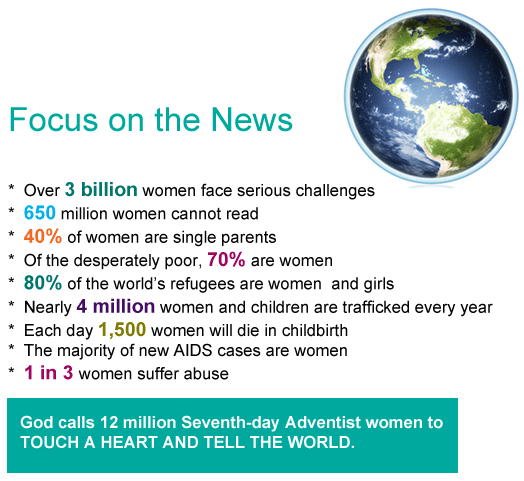 Focus on the News
* Over 3 billion women face serious challenges
* 650 million women cannot read
* 40% of women are single parents
* Of the desperately poor, 70% are women
* 80% of the world's refugees are women and girls
* Nearly 4 million women and children are trafficked every year
* Each day 1,500 women will die in childbirth
* The majority of new AIDS cases are women
* 1 in 3 women suffer abuse
God calls 12 million Seventh-day Adventist women to
TOUCH A HEART AND TELL THE WORLD.